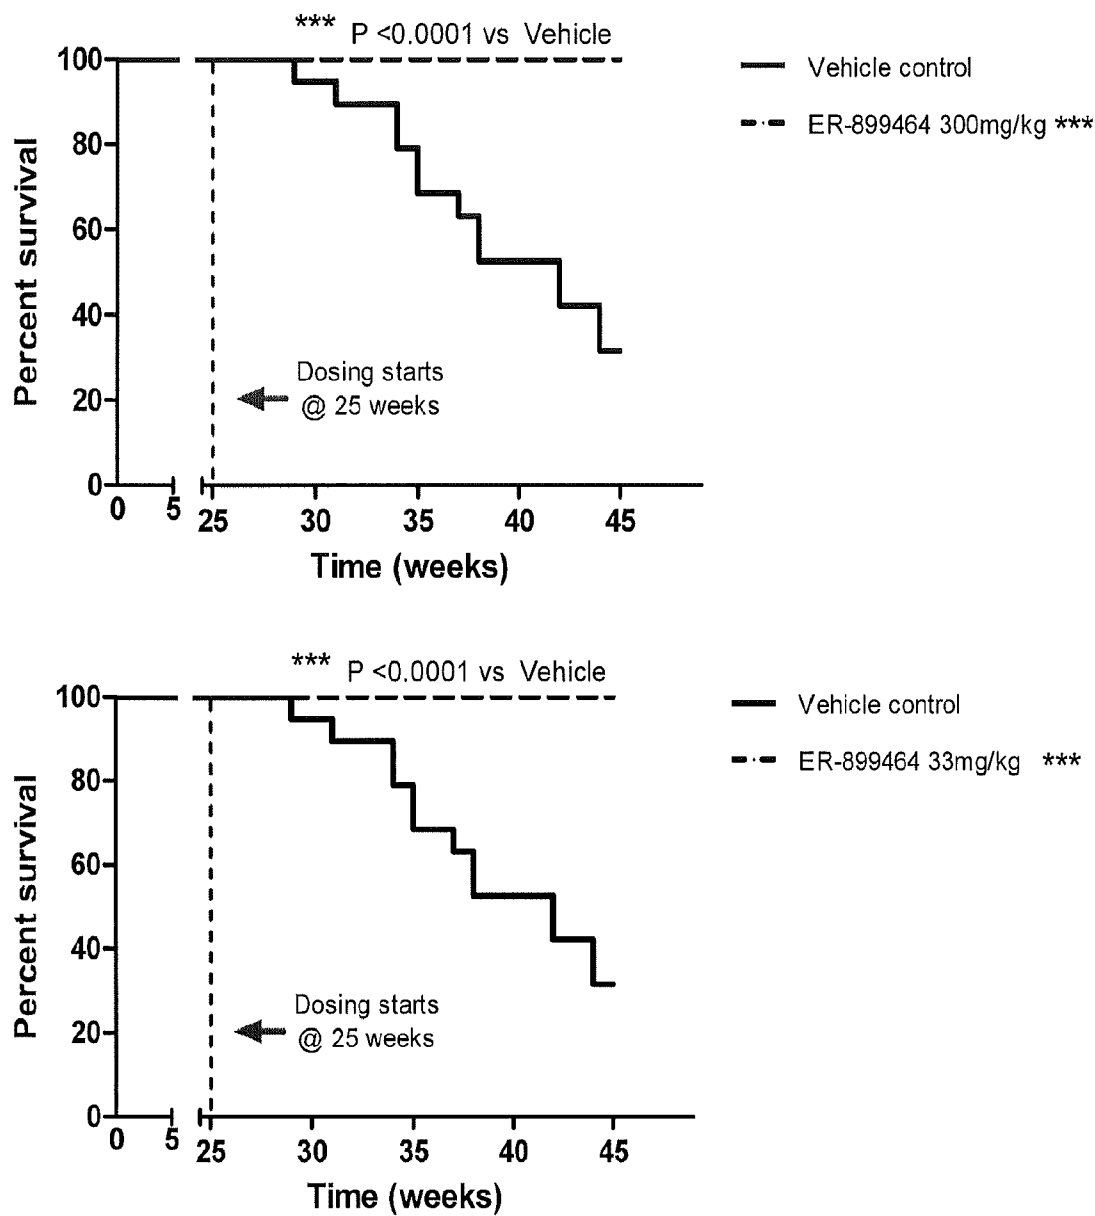 *** P <0.0001 vs Vehicle
100
80
60
40
20
0
Percent survival
Vehicle control
ER-899464 300mg/kg ***
Dosing starts
@ 25 weeks
0 5 25 30 35 40 45
Time (weeks)
*** P <0.0001 vs Vehicle
100
80
60
40
20
0
Percent survival
Vehicle control
ER-899464 33mg/kg ***
Dosing starts
@ 25 weeks
0 5 25 30 35 40 45
Time (weeks)